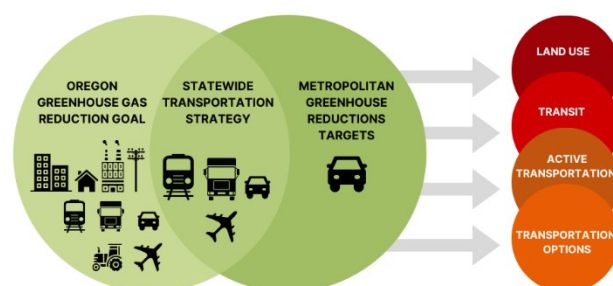 OREGON
GREENHOUSE GAS
REDUCTION GOAL
STATEWIDE
TRANSPORTATION
STRATEGY
METROPOLITAN
GREENHOUSE
REDUCTIONS
TARGETS
LAND USE
TRANSIT
ACTIVE
TRANSPORTATION
TRANSPORTATION
OPTIONS